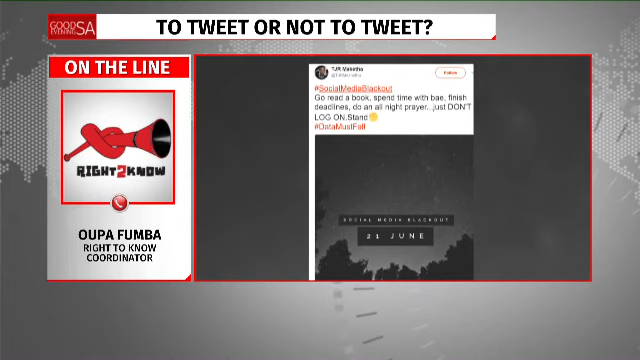 GOOD EVENING SA
TO TWEET OR NOT TO TWEET?
ON THE LINE
RIGHT2KNOW
OUPA FUMBA
RIGHT TO KNOW
COORDINATOR
TJR Maketha
Follow
#SocialMediaBlackout
Go read a book, spend time with bae, finish
deadlines, do an all night prayer...just DON'T
LOG ON.Stand
#DataMustFall
SOCIAL MEDIA BLACKOUT
21 JUNE